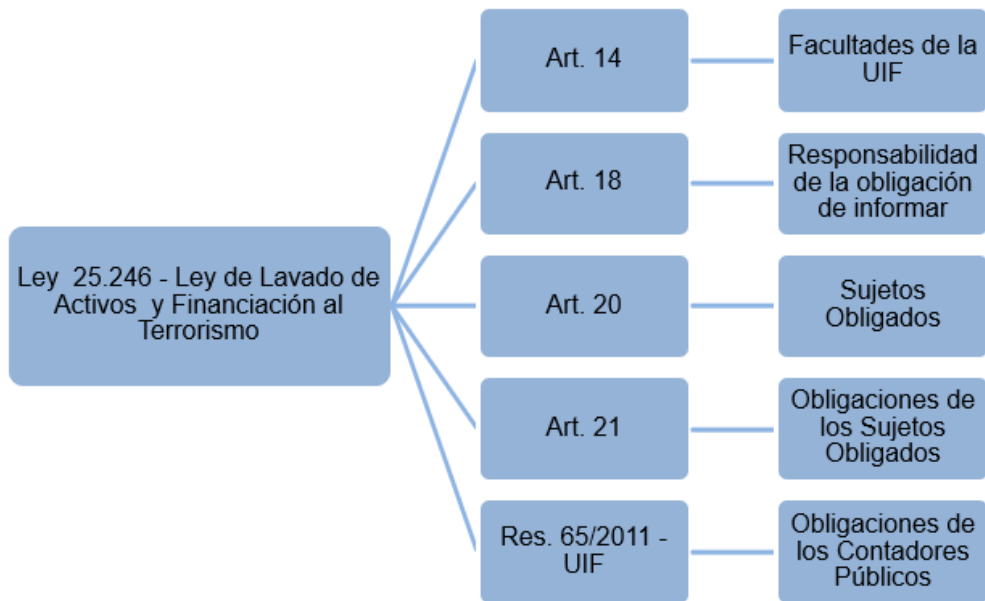 Ley  25.246 - Ley de Lavado de
Activos  y Financiación al
Terrorismo
Art. 14
Facultades de la
UIF
Art. 18
Responsabilidad
de la obligación
de informar
Art. 20
Sujetos
Obligados
Art. 21
Obligaciones de
los Sujetos
Obligados
Res. 65/2011 -
UIF
Obligaciones de
los Contadores
Públicos